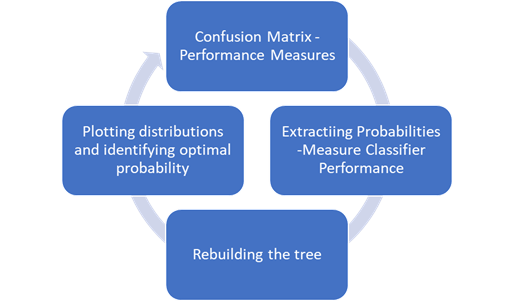 Confusion Matrix -
Performance Measures
Extractiing Probabilities
-Measure Classifier
Performance
Rebuilding the tree
Plotting distributions
and identifying optimal
probability